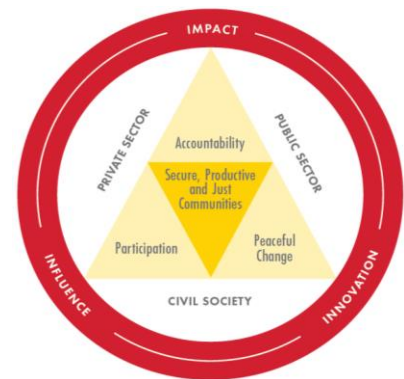 IMPACT
PRIVATE SECTOR
PUBLIC SECTOR
Accountability
Secure, Productive
and Just
Communities
Participation
Peaceful
Change
CIVIL SOCIETY
INFLUENCE
INNOVATION